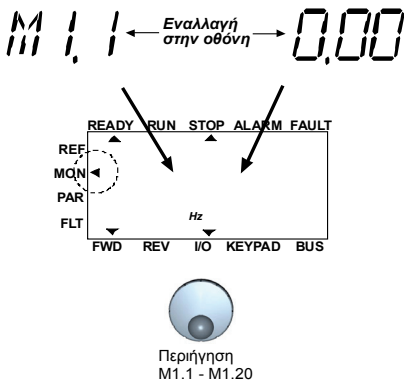 M1.1 Εναλλαγή στην οθόνη 0.00
READY RUN STOP ALARM FAULT
REF
MON
PAR
FLT
Hz
FWD REV I/O KEYPAD BUS
Περιήγηση
M1.1 - M1.20